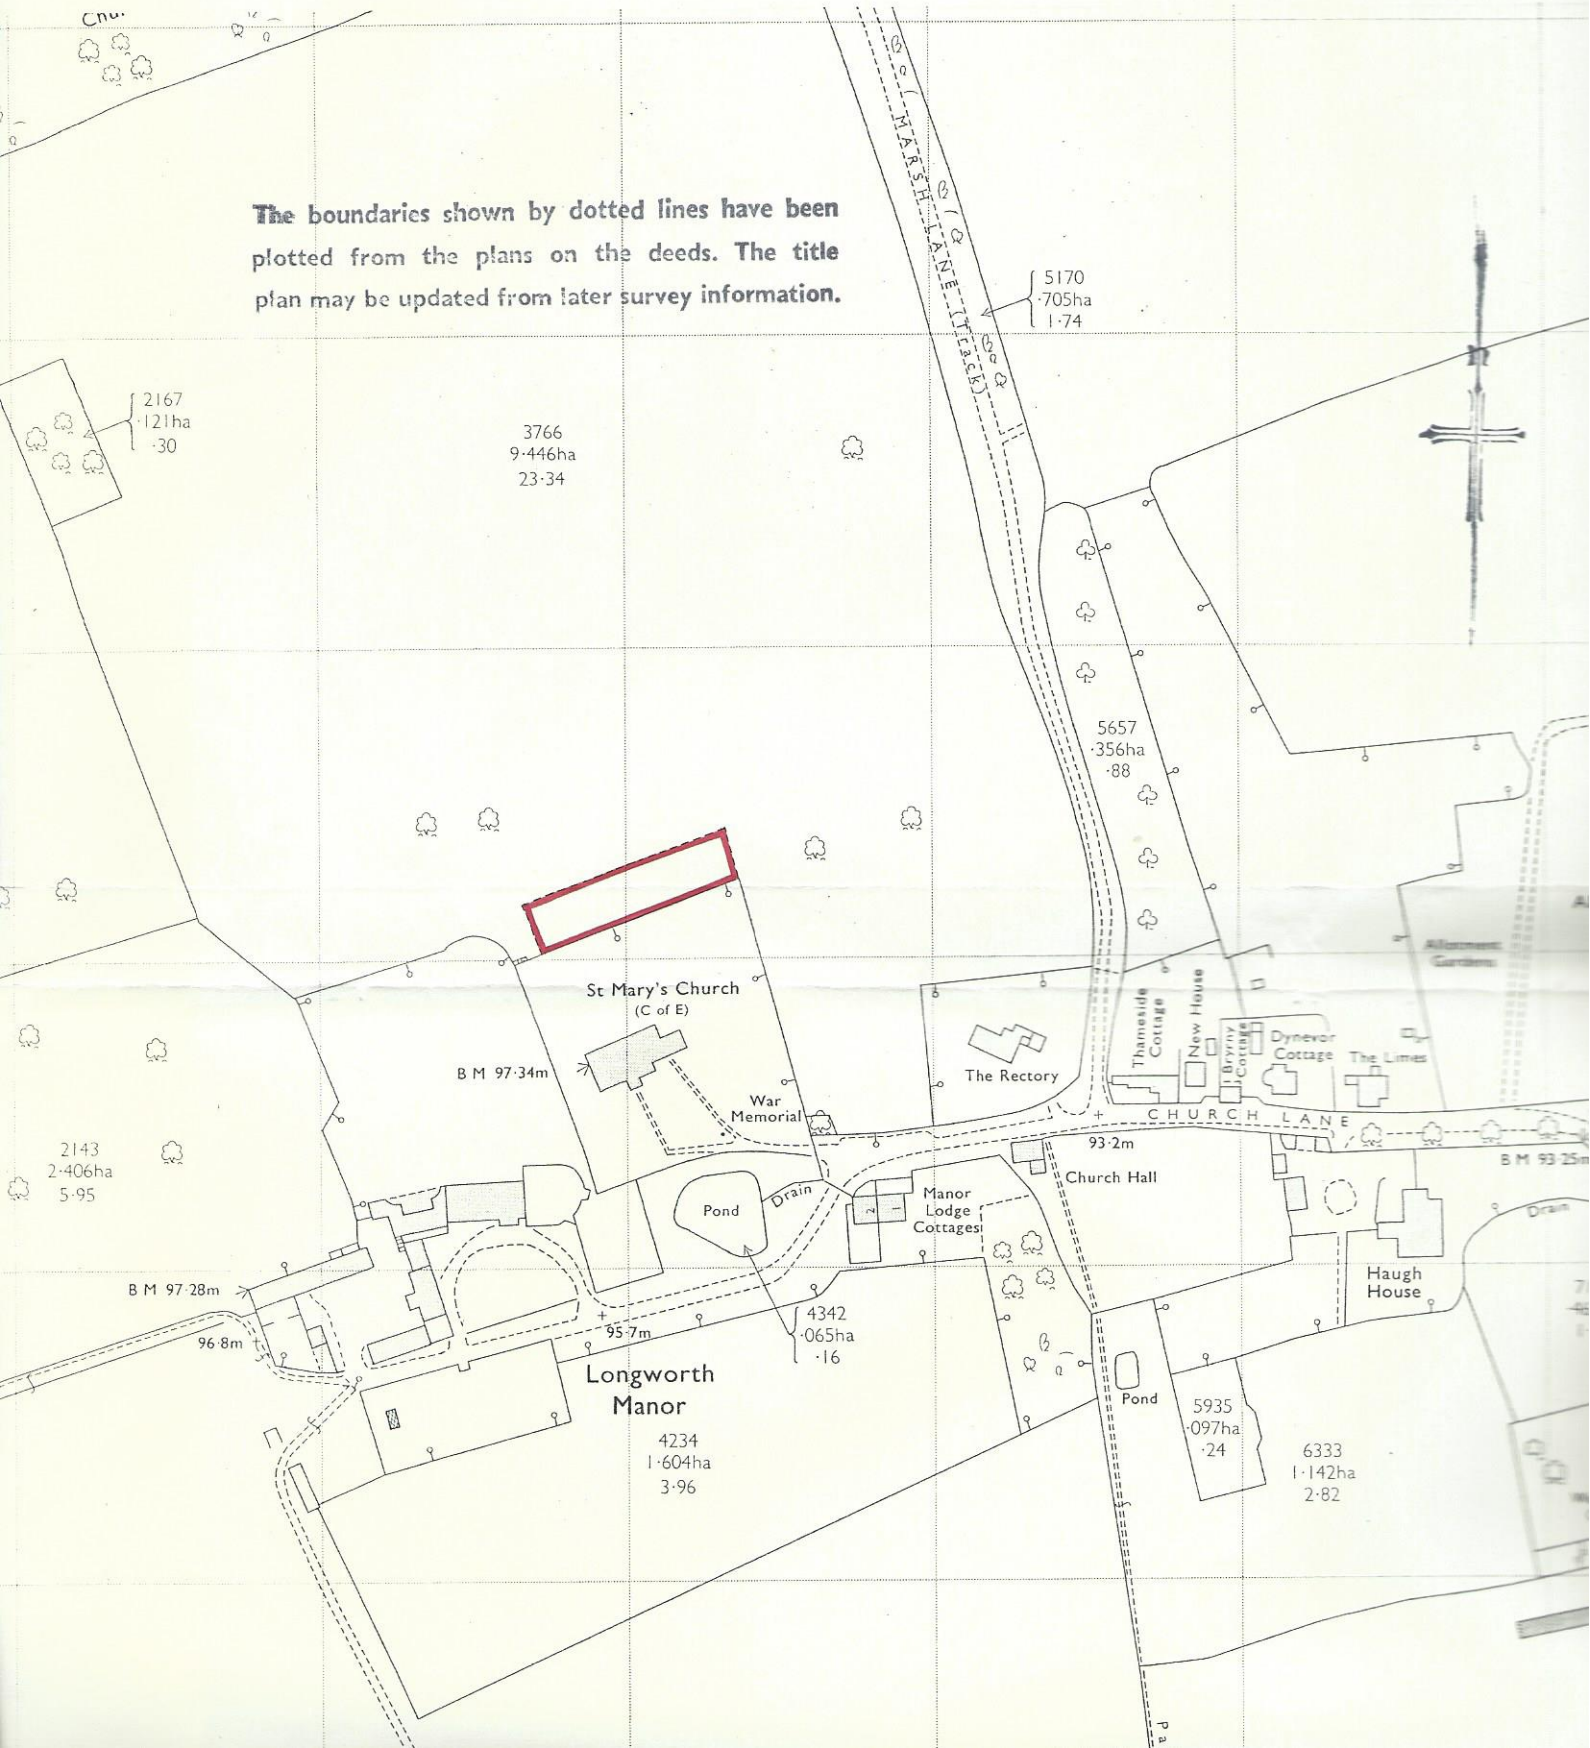 The boundaries shown by dotted lines have been
plotted from the plans on the deeds. The title
plan may be updated from later survey information.
MARSH LANE (Track)
5170
·705ha
1·74
2167
·121ha
·30
3766
9·446ha
23·34
n
5657
·356ha
·88
St Mary's Church
(C of E)
B M 97·34m
War
Memorial
The Rectory
Thameside
Cottage
New House
Bryrny
Cottage
Dynevor
Cottage
The Limes
Allotment
Gardens
CHURCH LANE
93·2m
B M 93·25m
2143
2·406ha
5·95
Church Hall
Pond
Drain
2
1
Manor
Lodge
Cottages
Drain
Haugh
House
B M 97·28m
96·8m
95·7m
4342
·065ha
·16
Longworth
Manor
4234
1·604ha
3·96
Pond
5935
·097ha
·24
6333
1·142ha
2·82
Pa